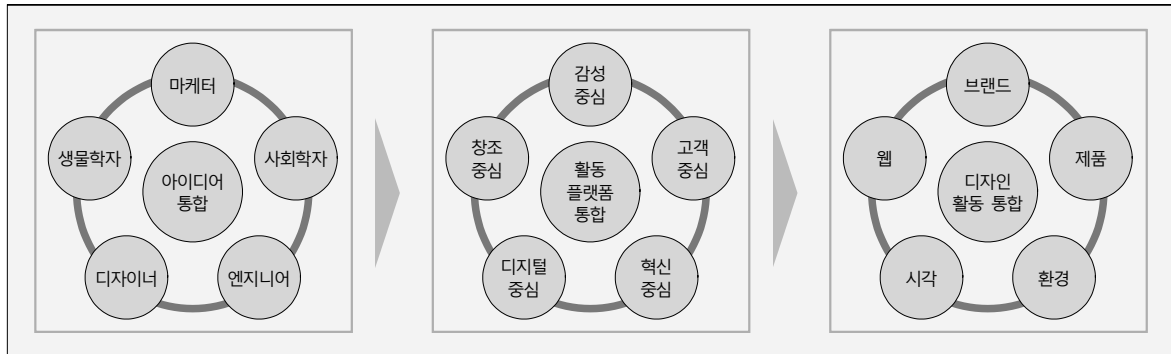 마케터
생물학자
사회학자
아이디어
통합
디자이너
엔지니어
감성
중심
창조
중심
고객
중심
활동
플랫폼
통합
디지털
중심
혁신
중심
브랜드
웹
제품
디자인
활동 통합
시각
환경